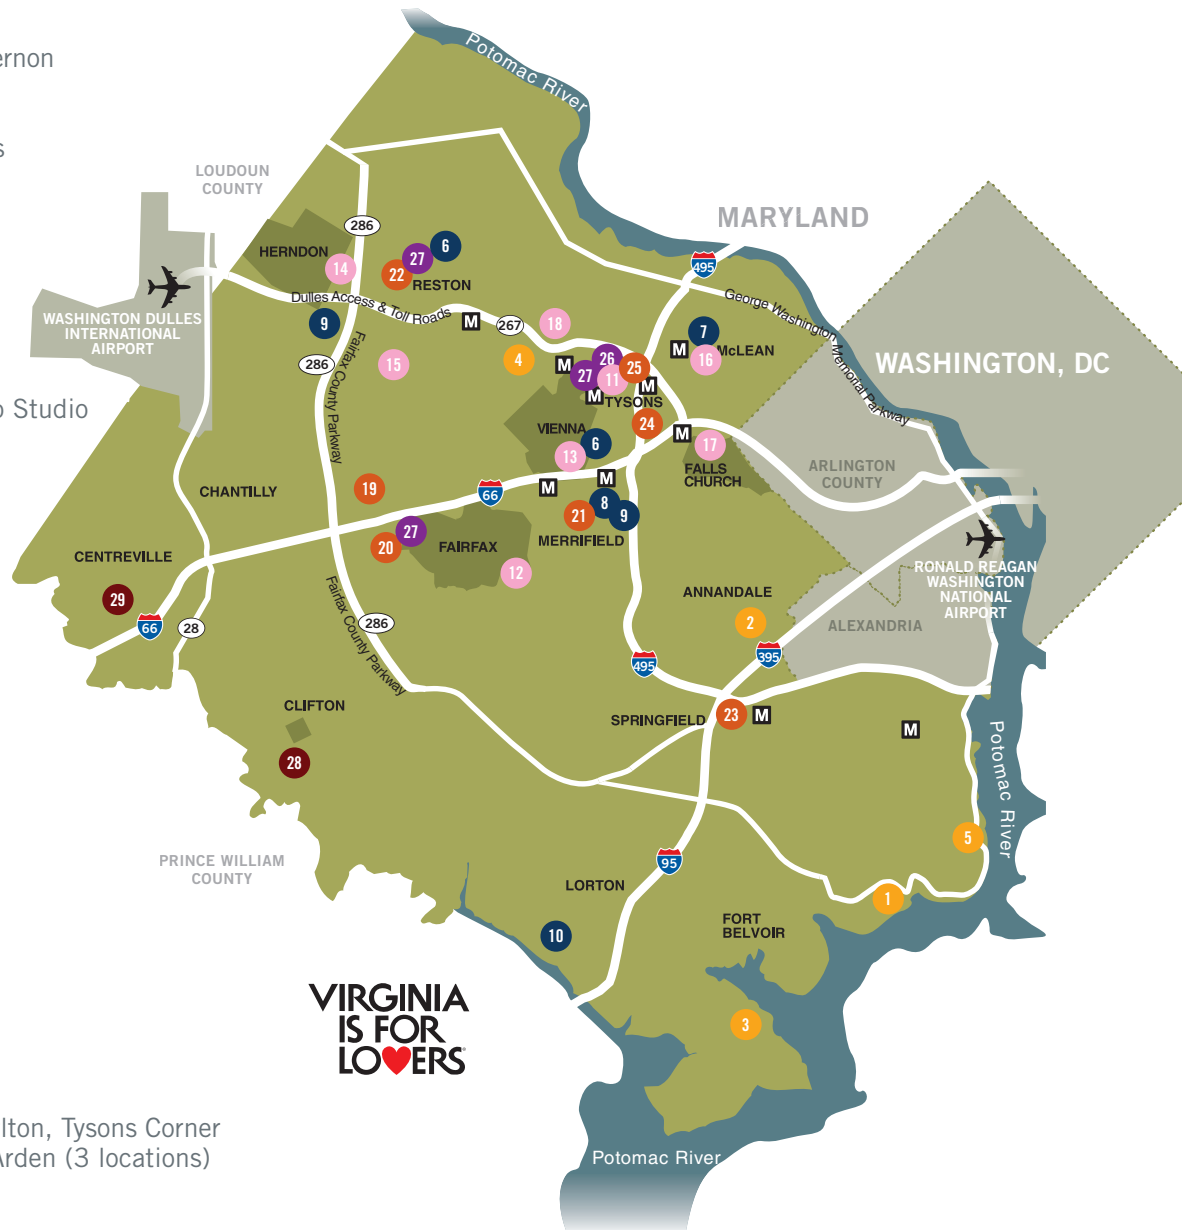 ernon
s
o Studio
lton, Tysons Corner
Arden (3 locations)
Potomac River
LOUDOUN
COUNTY
MARYLAND
286
HERNDON
14
22
27
6
RESTON
495
WASHINGTON DULLES
INTERNATIONAL
AIRPORT
Dulles Access & Toll Roads
George Washington Memorial Parkway
9
M
267
18
7
McLEAN
M
16
286
Fairfax County Parkway
15
4
M
26
27
11
25
M
M
TYSONS
WASHINGTON, DC
24
VIENNA
6
13
M
17
FALLS
CHURCH
ARLINGTON
COUNTY
CHANTILLY
19
66
M
M
8
21
9
MERRIFIELD
27
20
FAIRFAX
12
CENTREVILLE
29
66
28
RONALD REAGAN
WASHINGTON
NATIONAL
AIRPORT
ANNANDALE
2
ALEXANDRIA
395
286
Fairfax County Parkway
495
CLIFTON
28
SPRINGFIELD
23
M
M
Potomac River
PRINCE WILLIAM
COUNTY
5
95
LORTON
1
FORT
BELVOIR
10
3
VIRGINIA
IS FOR
LO❤ERS
Potomac River